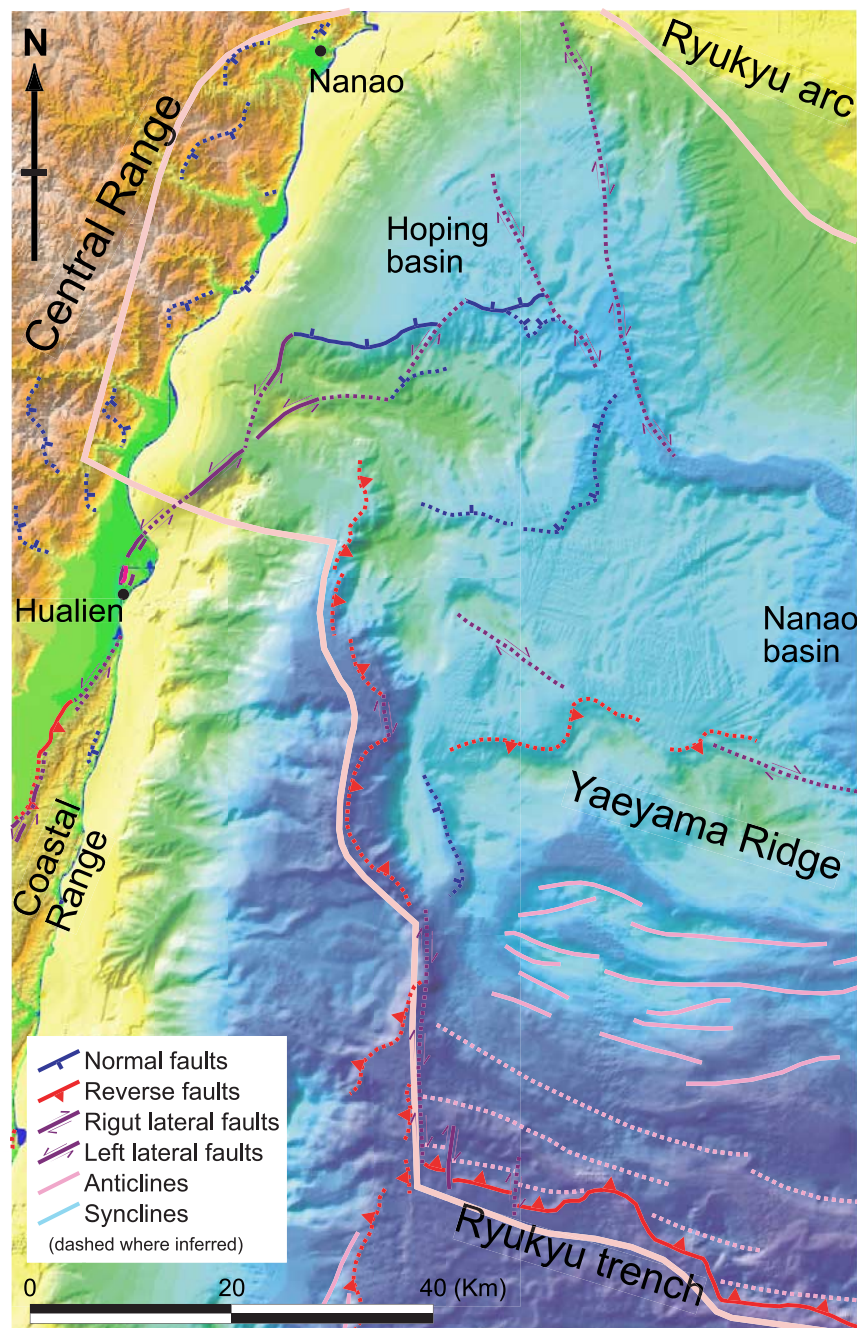 N
Nanao
Ryukyu arc
Central Range
Hoping
basin
Hualien
Nanao
basin
Yaeyama Ridge
Coastal
Range
Normal faults
Reverse faults
Rigut lateral faults
Left lateral faults
Anticlines
Synclines
(dashed where inferred)
Ryukyu trench
0 20 40 (Km)